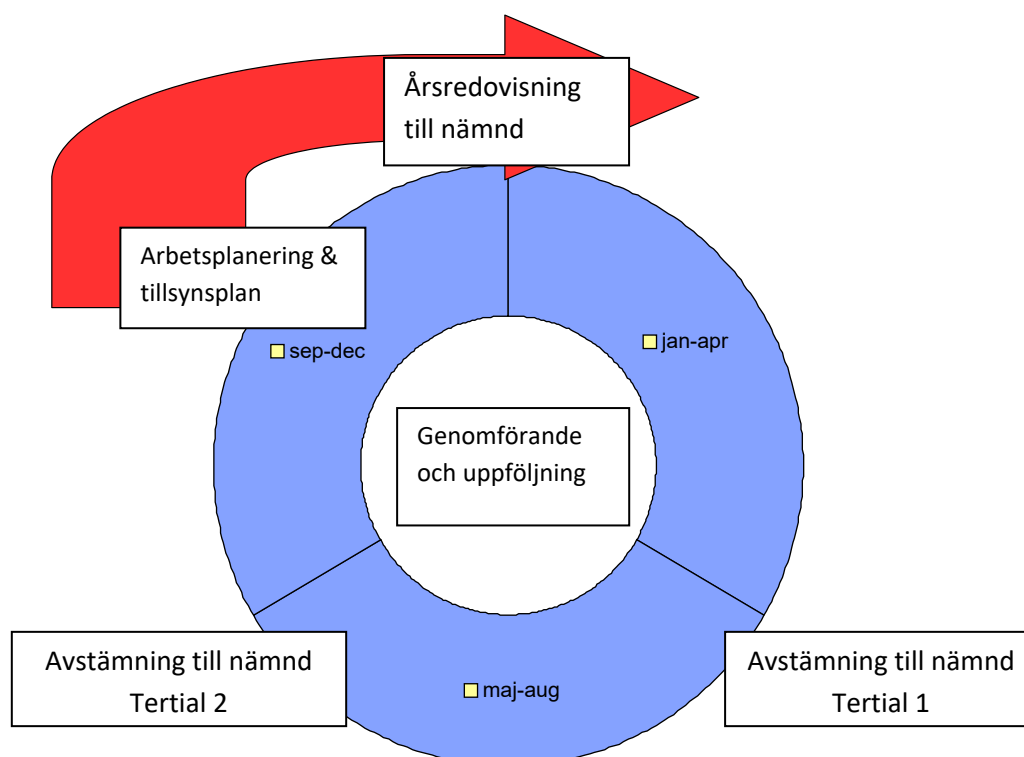 Årsredovisning
till nämnd
Arbetsplanering &
tillsynsplan
sep-dec
jan-apr
Genomförande
och uppföljning
Avstämning till nämnd
Tertial 2
maj-aug
Avstämning till nämnd
Tertial 1